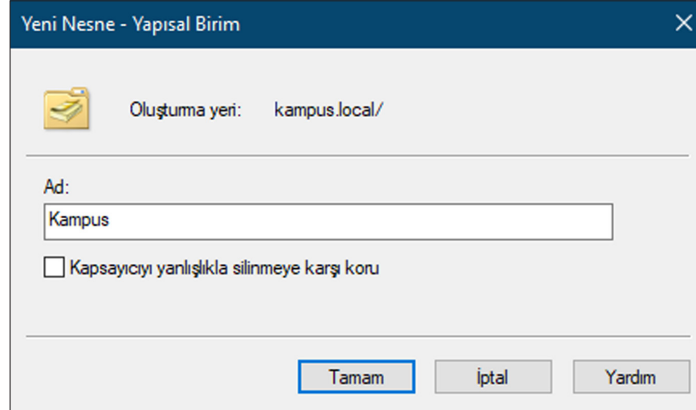 Yeni Nesne - Yapısal Birim
Oluşturma yeri: kampus.local/
Ad:
Kampus
Kapsayıcıyı yanlışlıkla silinmeye karşı koru
Tamam İptal Yardım